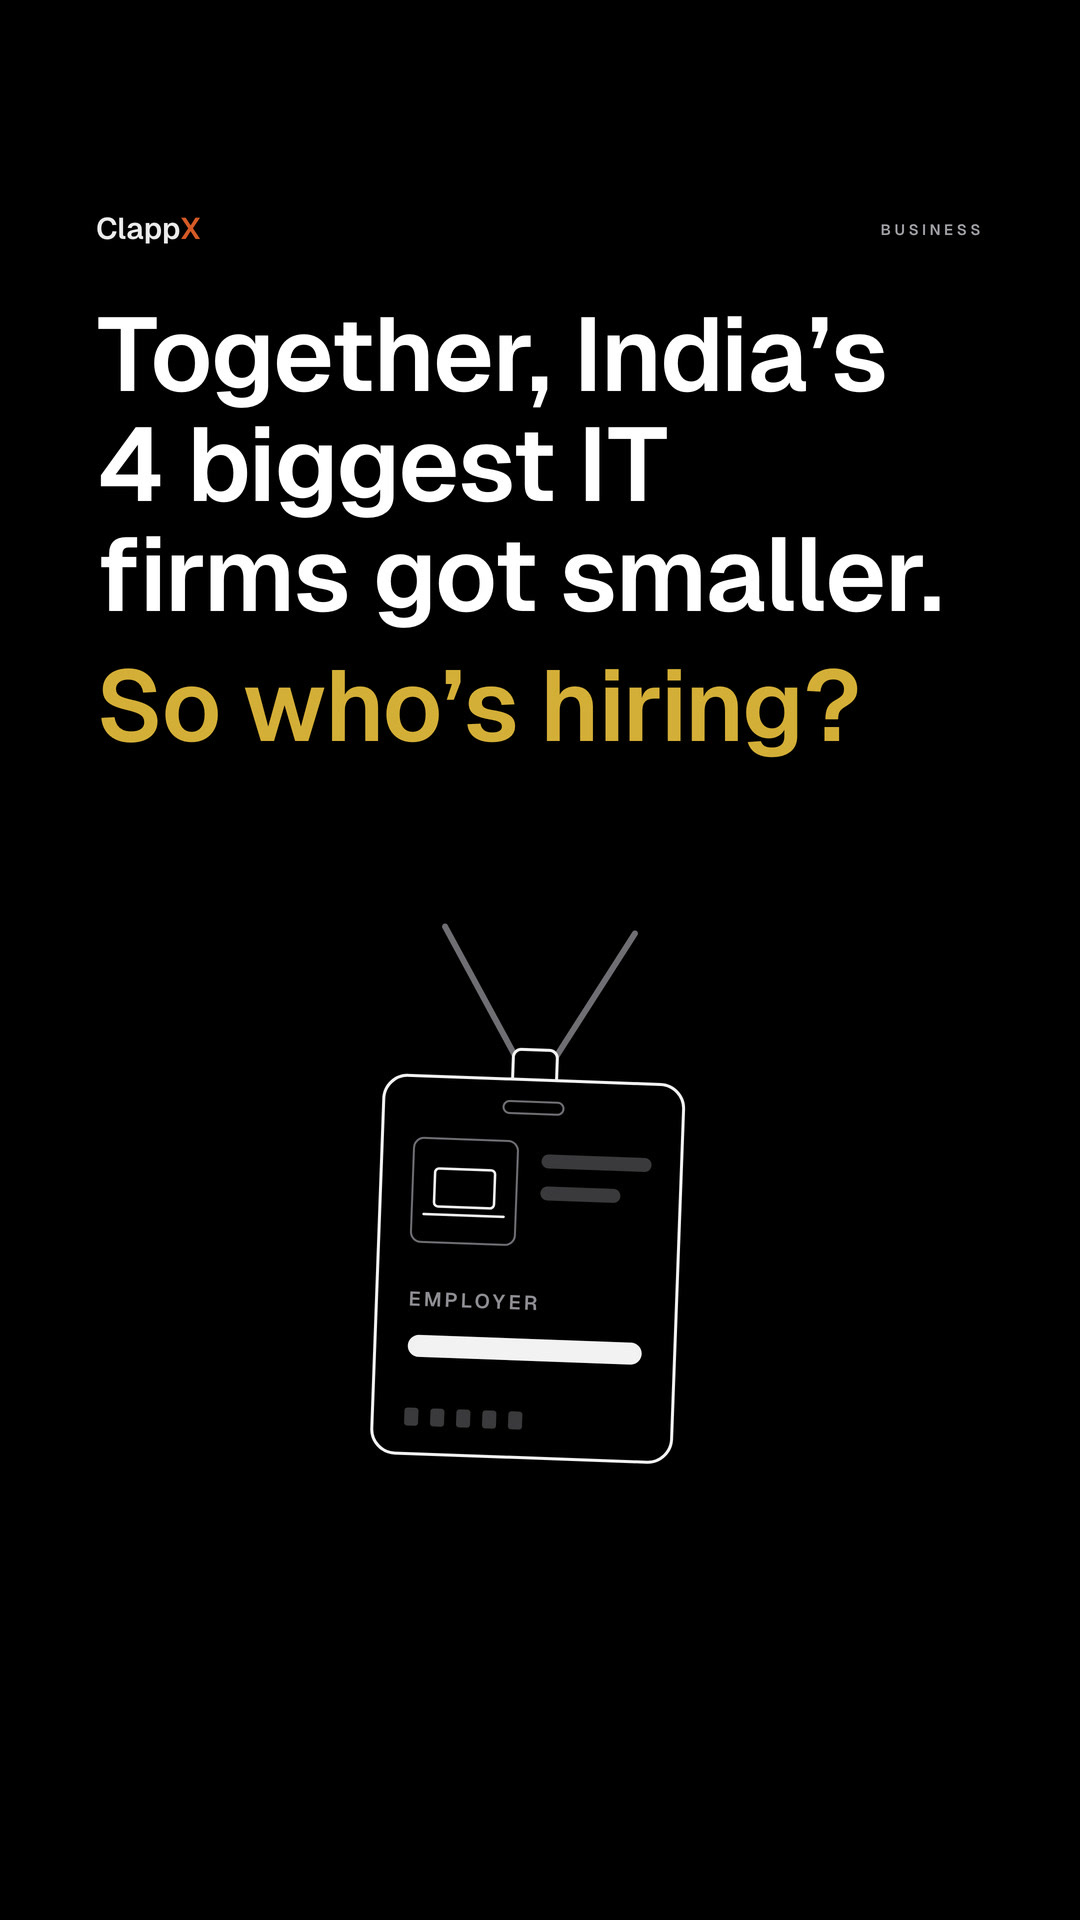 ClappX
BUSINESS
Together, India’s
4 biggest IT
firms got smaller.
So who’s hiring?
EMPLOYER